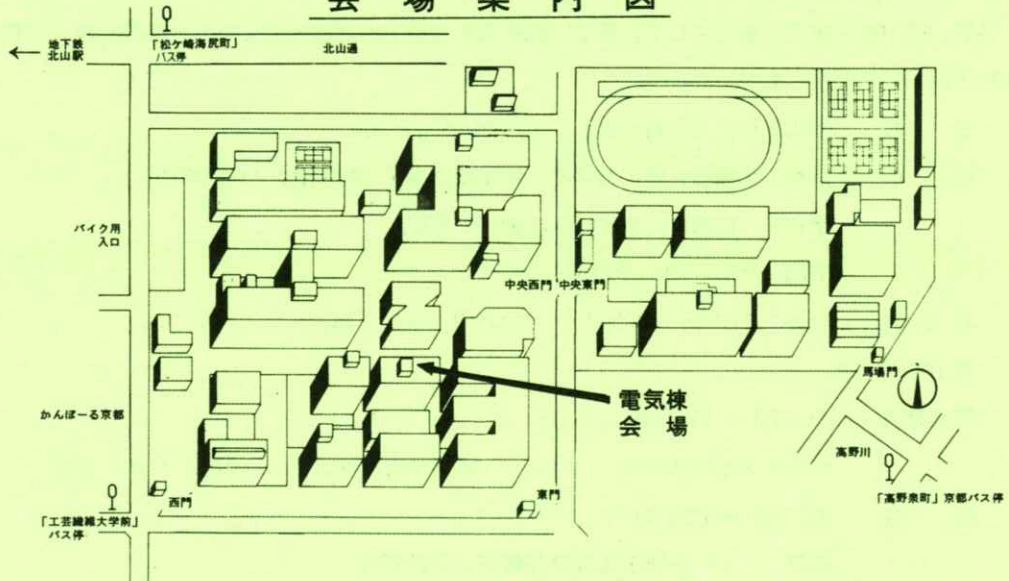 会場案内図
地下鉄
北山駅
「松ケ崎海尻町」
バス停
北山通
バイク用
入口
中央西門
中央東門
馬場門
かんぽーる京都
電気棟
会場
高野川
「高野泉町」京都バス停
西門
東門
「工芸繊維大学前」
バス停